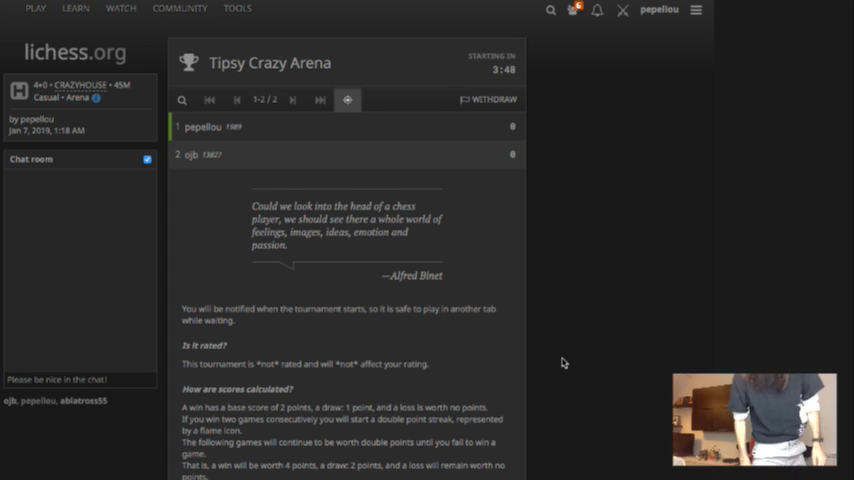 PLAY LEARN WATCH COMMUNITY TOOLS
6
pepellou
lichess.org
4+0 • CRAZYHOUSE • 45M
Casual • Arena
by pepellou
Jan 7, 2019, 1:18 AM
Chat room
Please be nice in the chat!
ojb, pepellou, ablatross55
Tipsy Crazy Arena
STARTING IN
3:48
1-2 / 2
WITHDRAW
1 pepellou 1989 0
2 ojb 1382? 0
Could we look into the head of a chess
player, we should see there a whole world of
feelings, images, ideas, emotion and
passion.
—Alfred Binet
You will be notified when the tournament starts, so it is safe to play in another tab
while waiting.
Is it rated?
This tournament is *not* rated and will *not* affect your rating.
How are scores calculated?
A win has a base score of 2 points, a draw: 1 point, and a loss is worth no points.
If you win two games consecutively you will start a double point streak, represented
by a flame icon.
The following games will continue to be worth double points until you fail to win a
game.
That is, a win will be worth 4 points, a draw: 2 points, and a loss will remain worth no
points.